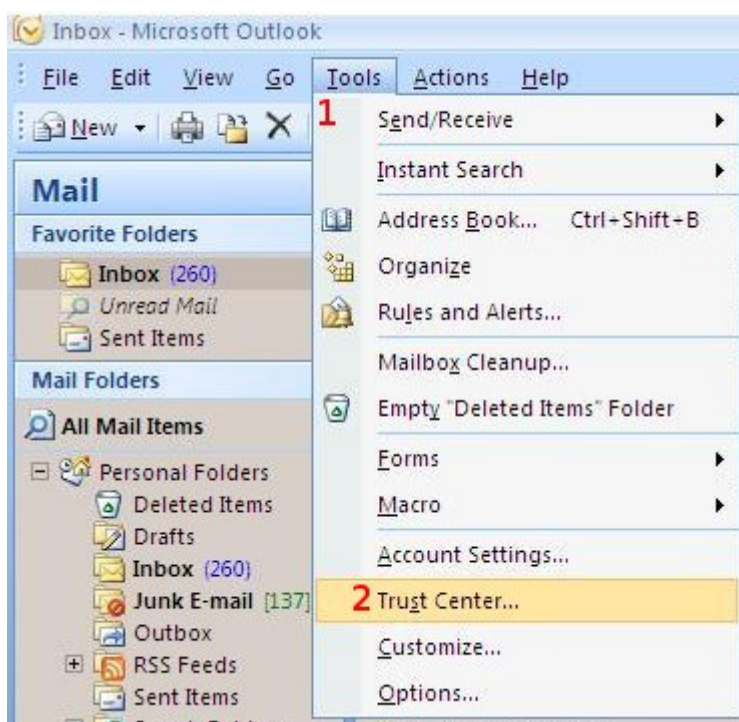 Inbox - Microsoft Outlook
File Edit View Go Tools Actions Help
New
1
Send/Receive
Instant Search
Address Book... Ctrl+Shift+B
Organize
Rules and Alerts...
Mailbox Cleanup...
Empty "Deleted Items" Folder
Forms
Macro
Account Settings...
2 Trust Center...
Customize...
Options...
Mail
Favorite Folders
Inbox (260)
Unread Mail
Sent Items
Mail Folders
All Mail Items
Personal Folders
Deleted Items
Drafts
Inbox (260)
Junk E-mail [137]
Outbox
RSS Feeds
Sent Items